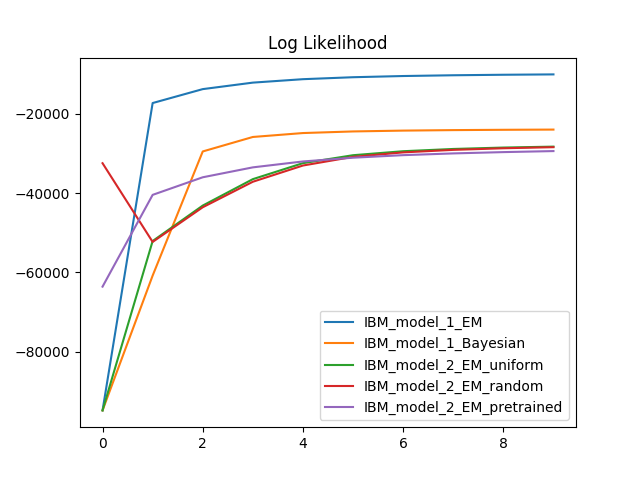 Log Likelihood
−20000
−40000
−60000
−80000
0 2 4 6 8
IBM_model_1_EM
IBM_model_1_Bayesian
IBM_model_2_EM_uniform
IBM_model_2_EM_random
IBM_model_2_EM_pretrained